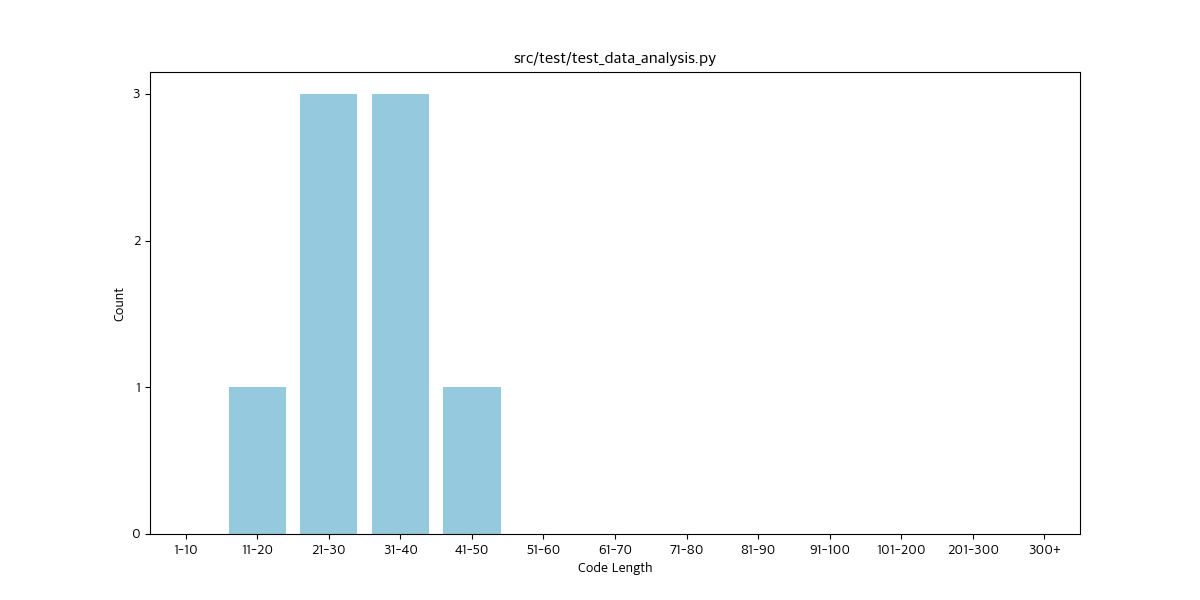 src/test/test_data_analysis.py
3
2
1
0
Count
1-10 11-20 21-30 31-40 41-50 51-60 61-70 71-80 81-90 91-100 101-200 201-300 300+
Code Length